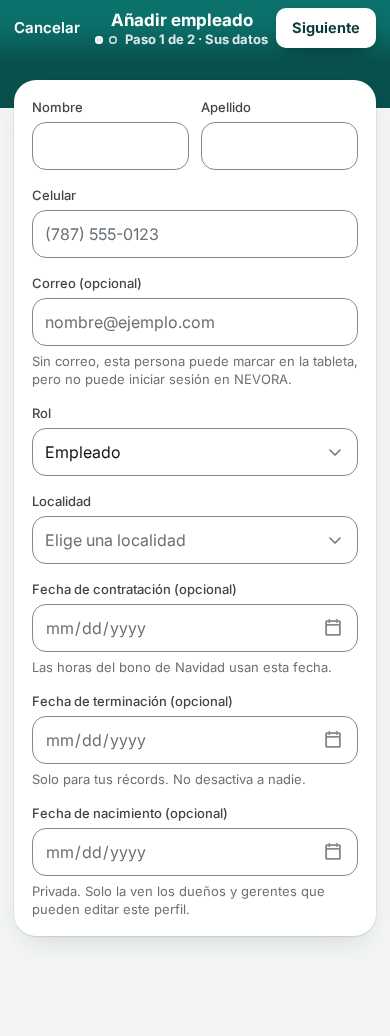 Cancelar
Añadir empleado
Paso 1 de 2 · Sus datos
Siguiente
Nombre
Apellido
Celular
(787) 555-0123
Correo (opcional)
nombre@ejemplo.com
Sin correo, esta persona puede marcar en la tableta,
pero no puede iniciar sesión en NEVORA.
Rol
Empleado
Localidad
Elige una localidad
Fecha de contratación (opcional)
mm/dd/yyyy
Las horas del bono de Navidad usan esta fecha.
Fecha de terminación (opcional)
mm/dd/yyyy
Solo para tus récords. No desactiva a nadie.
Fecha de nacimiento (opcional)
mm/dd/yyyy
Privada. Solo la ven los dueños y gerentes que
pueden editar este perfil.